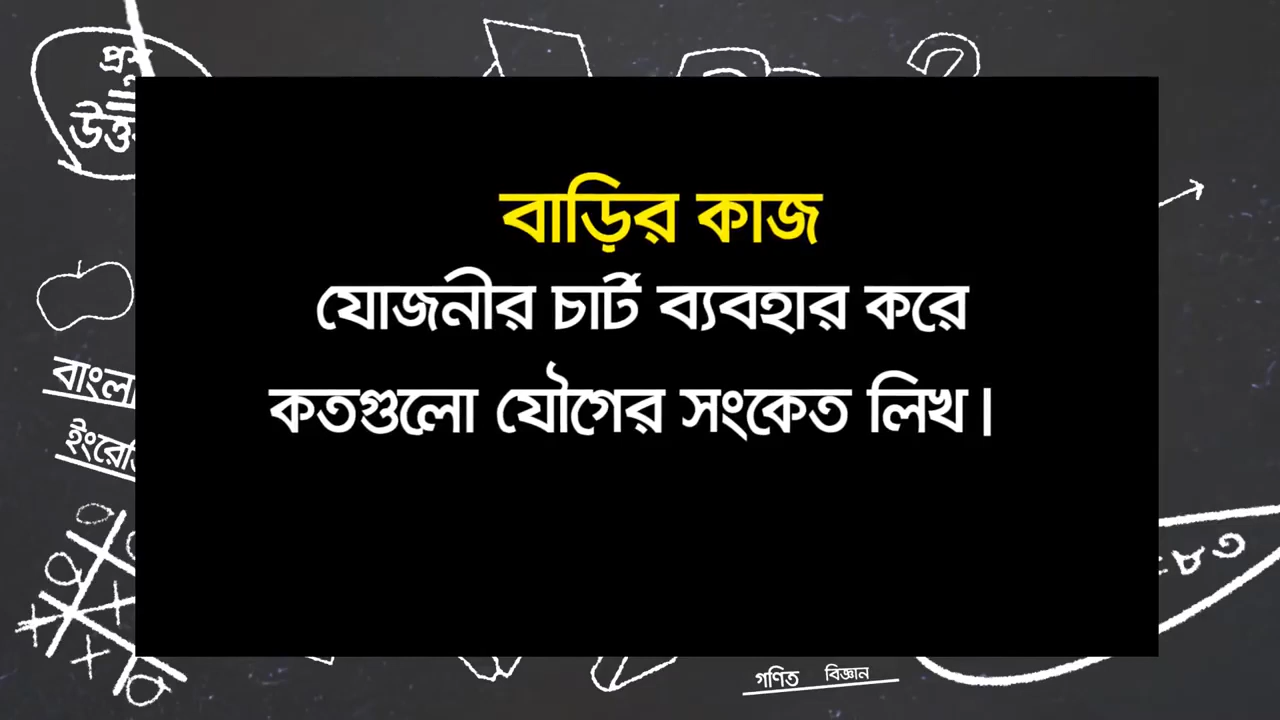 বাড়ির কাজ
যোজনীর চার্ট ব্যবহার করে
কতগুলো যৌগের সংকেত লিখ।
গণিত বিজ্ঞান